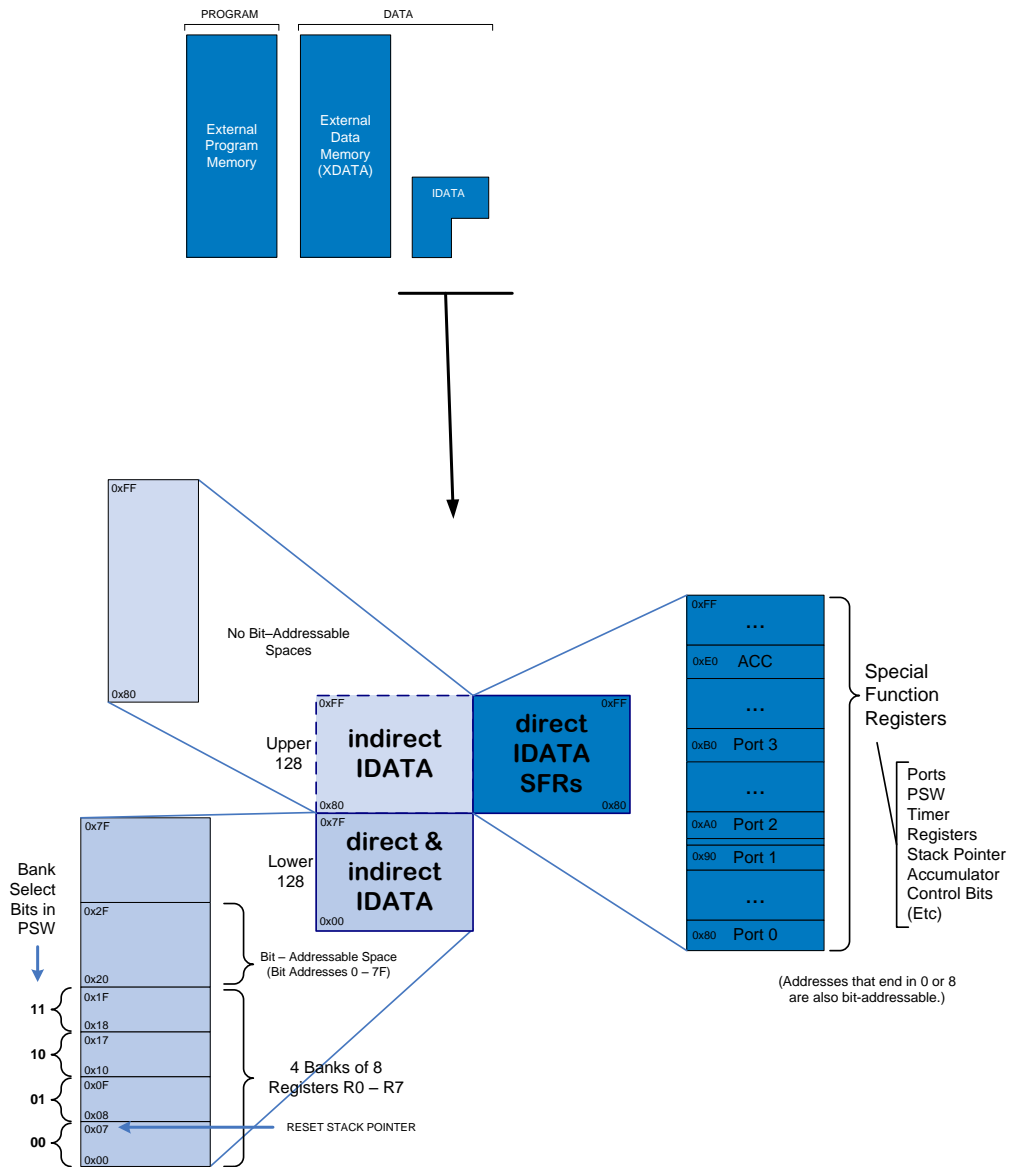 PROGRAM
DATA
External
Program
Memory
External
Data
Memory
(XDATA)
IDATA
0xFF
0x80
No Bit–Addressable
Spaces
Upper
128
0xFF
indirect
IDATA
0x80
0xFF
direct
IDATA
SFRs
0x80
Lower
128
0x7F
direct &
indirect
IDATA
0x00
0xFF
...
0xE0 ACC
...
0xB0 Port 3
...
0xA0 Port 2
0x90 Port 1
...
0x80 Port 0
Special
Function
Registers
Ports
PSW
Timer
Registers
Stack Pointer
Accumulator
Control Bits
(Etc)
(Addresses that end in 0 or 8
are also bit-addressable.)
Bank
Select
Bits in
PSW
0x7F
0x2F
0x20
Bit – Addressable Space
(Bit Addresses 0 – 7F)
11
0x1F
0x18
10
0x17
0x10
01
0x0F
0x08
00
0x07
0x00
4 Banks of 8
Registers R0 – R7
RESET STACK POINTER